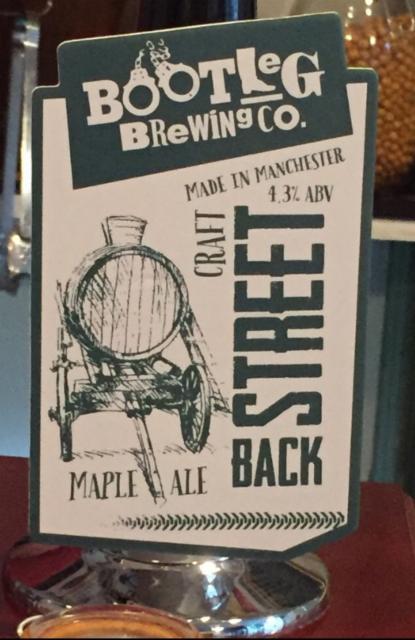 BOOTLeG
BReWiNg CO.
MADE IN MANCHESTER
4.3% ABV
CRAFT
BACK STREET
MAPLE ALE